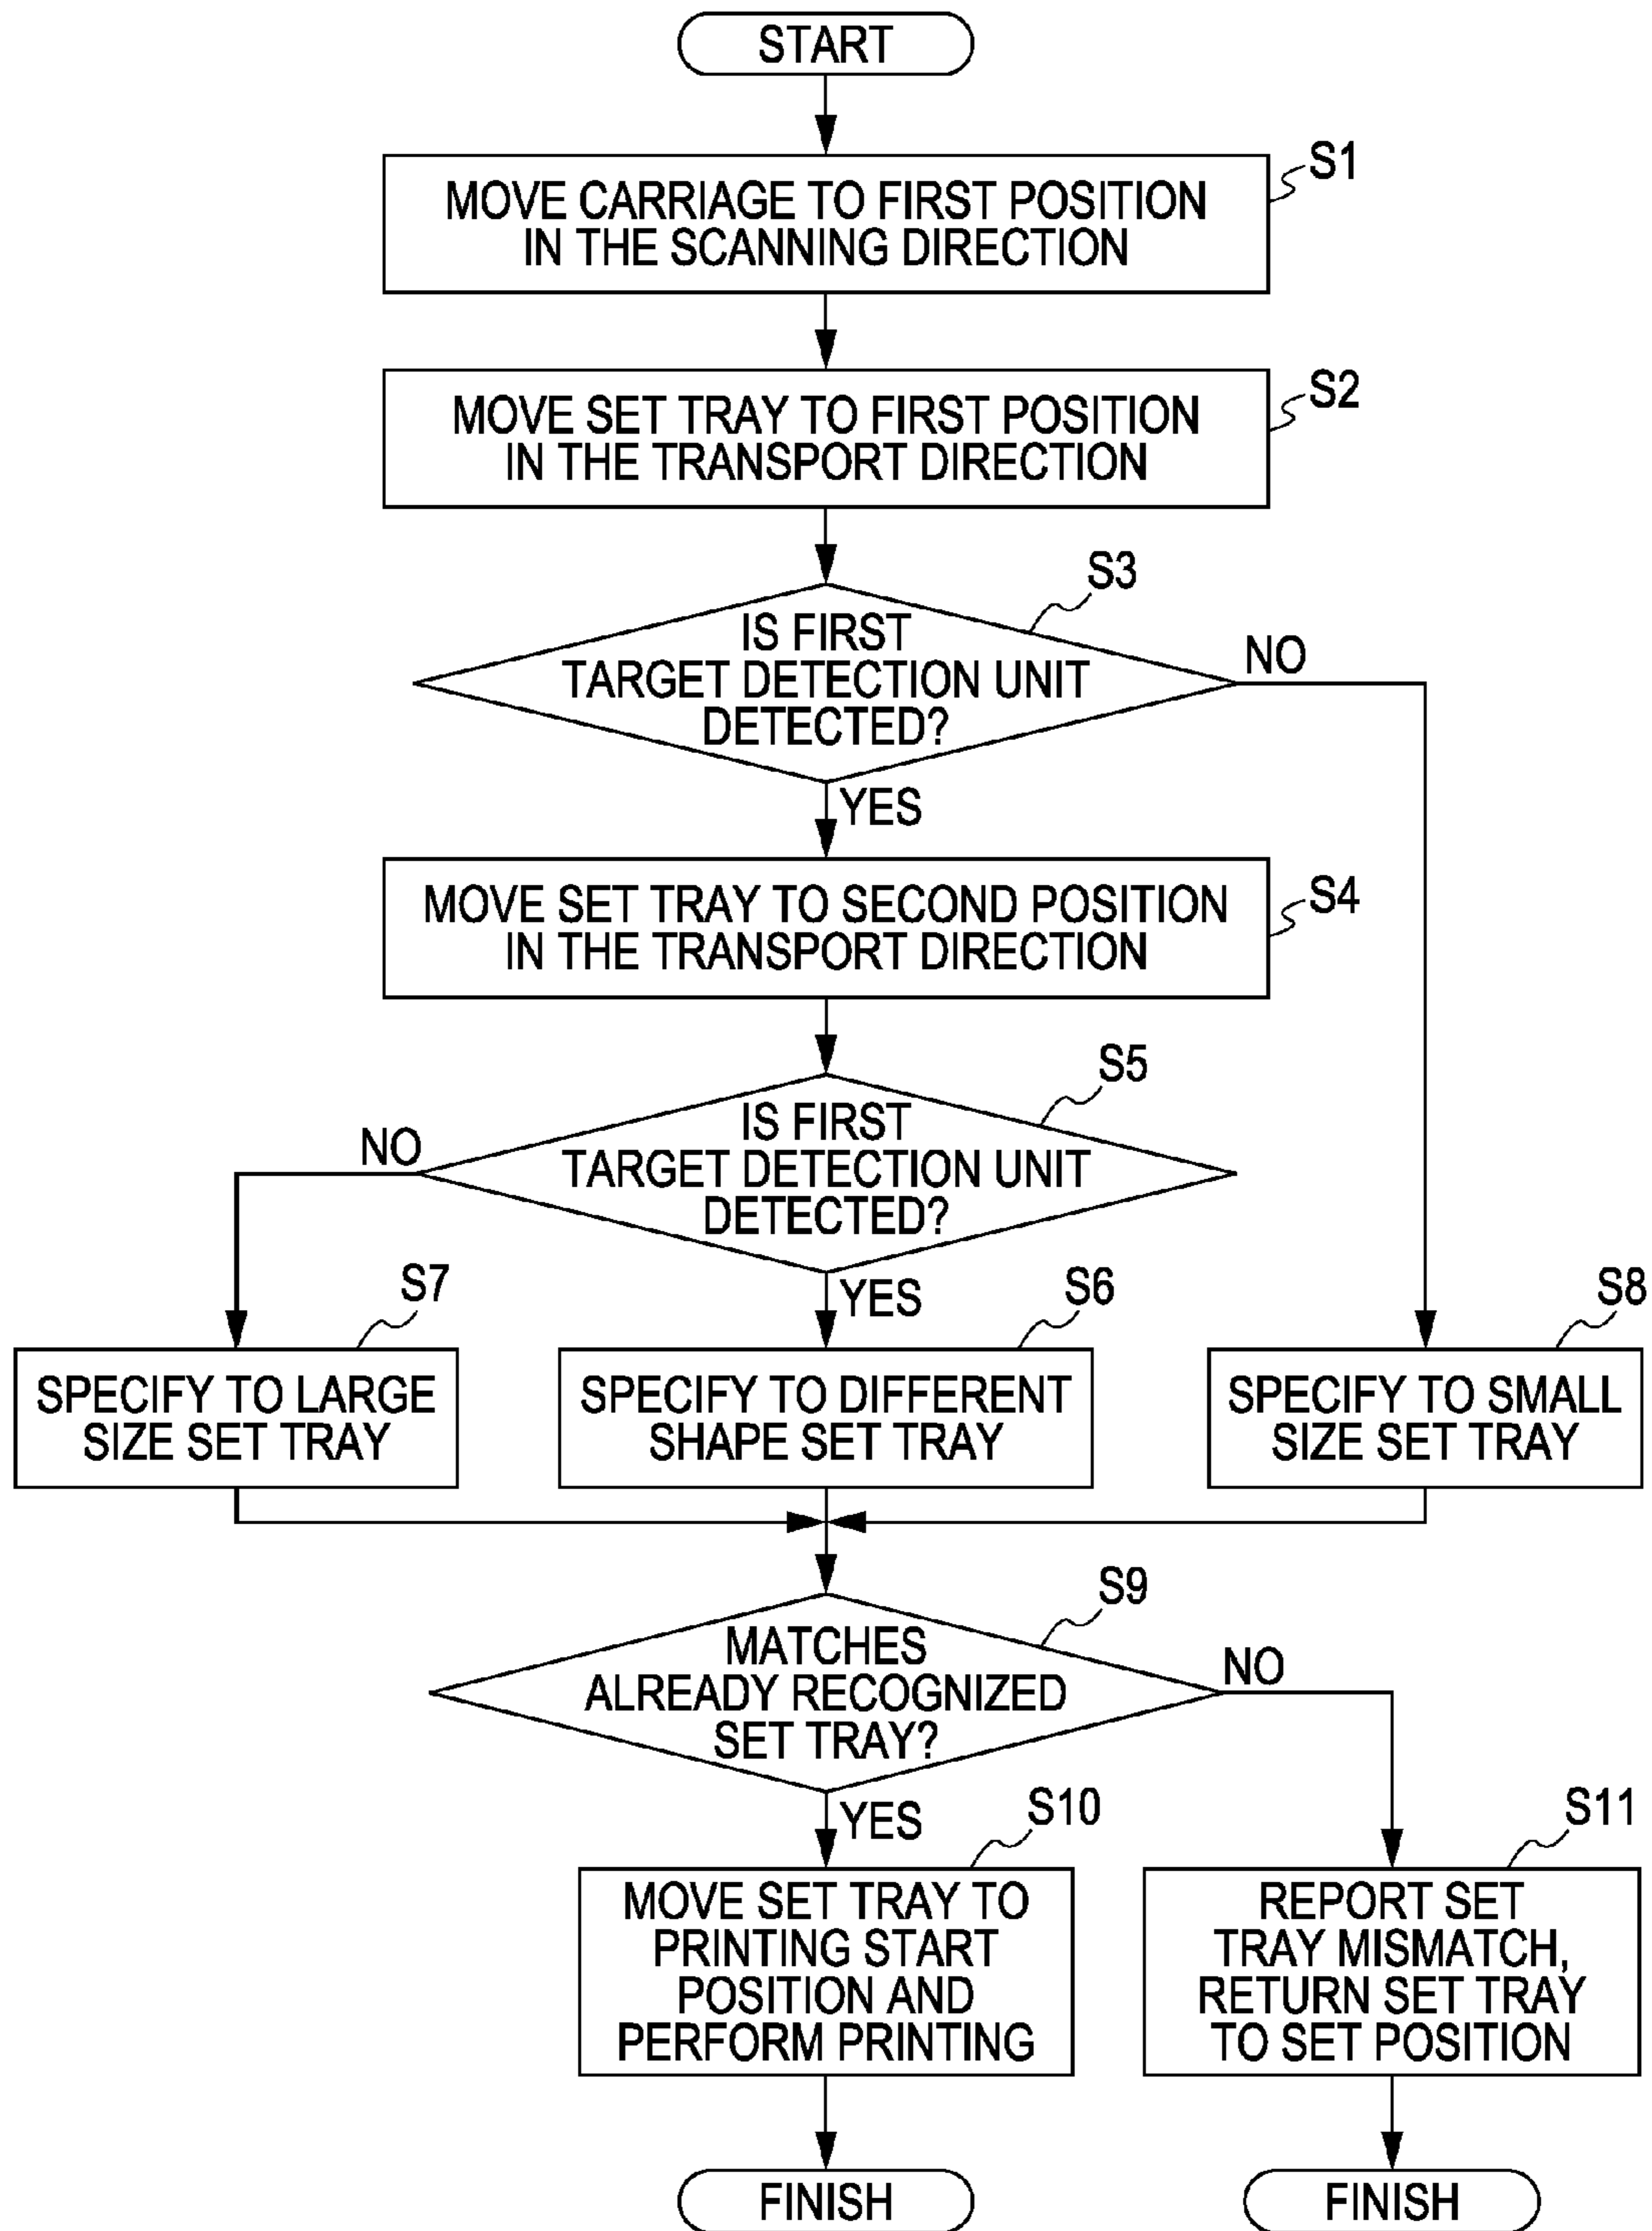 START
S1
MOVE CARRIAGE TO FIRST POSITION
IN THE SCANNING DIRECTION
S2
MOVE SET TRAY TO FIRST POSITION
IN THE TRANSPORT DIRECTION
S3
IS FIRST
TARGET DETECTION UNIT
DETECTED?
NO
YES
S4
MOVE SET TRAY TO SECOND POSITION
IN THE TRANSPORT DIRECTION
S5
IS FIRST
TARGET DETECTION UNIT
DETECTED?
NO
YES
S7
SPECIFY TO LARGE
SIZE SET TRAY
S6
SPECIFY TO DIFFERENT
SHAPE SET TRAY
S8
SPECIFY TO SMALL
SIZE SET TRAY
S9
MATCHES
ALREADY RECOGNIZED
SET TRAY?
NO
YES
S10
MOVE SET TRAY TO
PRINTING START
POSITION AND
PERFORM PRINTING
S11
REPORT SET
TRAY MISMATCH,
RETURN SET TRAY
TO SET POSITION
FINISH
FINISH